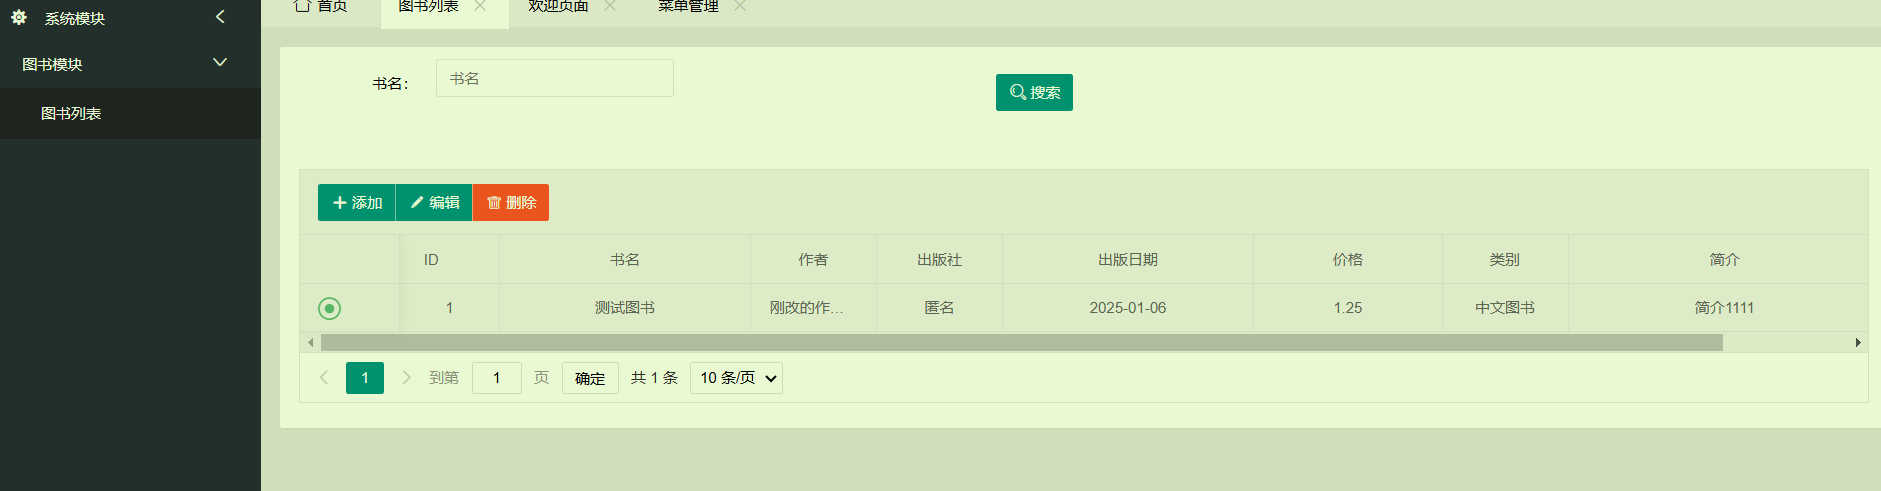 系统模块
图书模块
图书列表
首页 图书列表 欢迎页面 菜单管理
书名： 书名 搜索
添加 编辑 删除
ID 书名 作者 出版社 出版日期 价格 类别 简介
1 测试图书 刚改的作... 匿名 2025-01-06 1.25 中文图书 简介1111
1 到第 1 页 确定 共 1 条 10 条/页